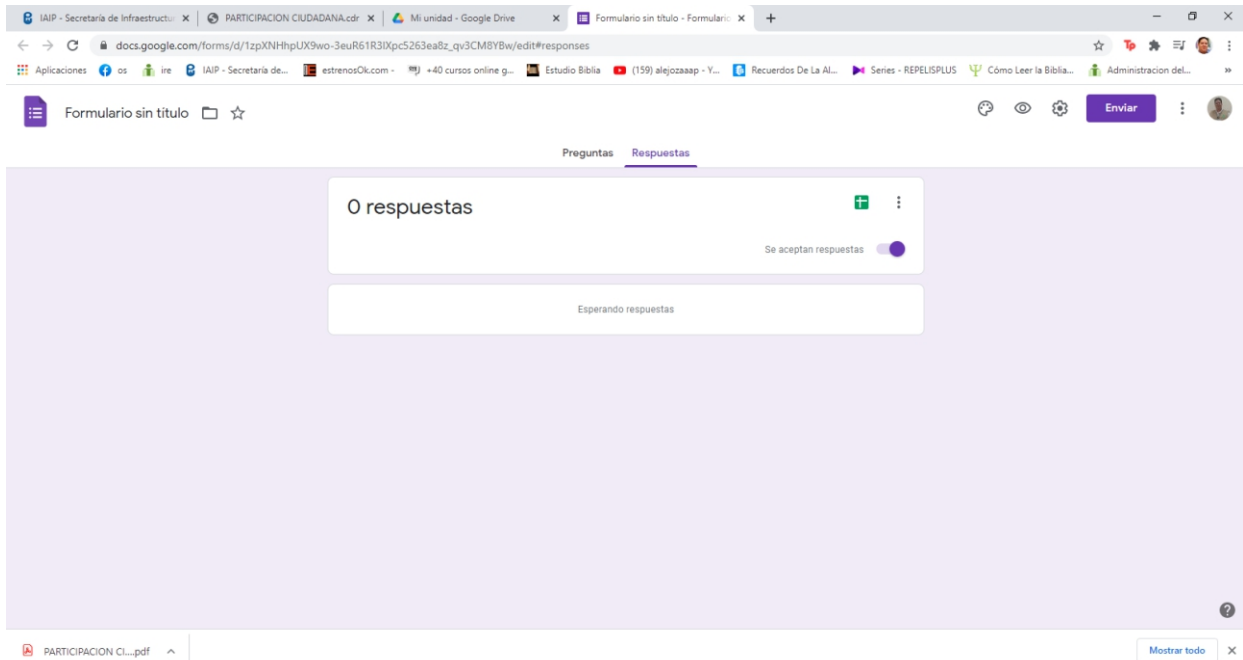 IAIP - Secretaría de Infraestructu
PARTICIPACION CIUDADANA.cdr
Mi unidad - Google Drive
Formulario sin título - Formulario
docs.google.com/forms/d/1zpXNHhpUX9wo-3euR61R3IXpc5263ea8z_qv3CM8YBw/edit#responses
Aplicaciones os ire IAIP - Secretaría de... estrenosOk.com - +40 cursos online g... Estudio Biblia (159) alejozaaap - Y... Recuerdos De La Al... Series - REPELISPLUS Cómo Leer la Biblia... Administracion del... »
Formulario sin título
Enviar
Preguntas Respuestas
0 respuestas
Se aceptan respuestas
Esperando respuestas
PARTICIPACION CI....pdf
Mostrar todo